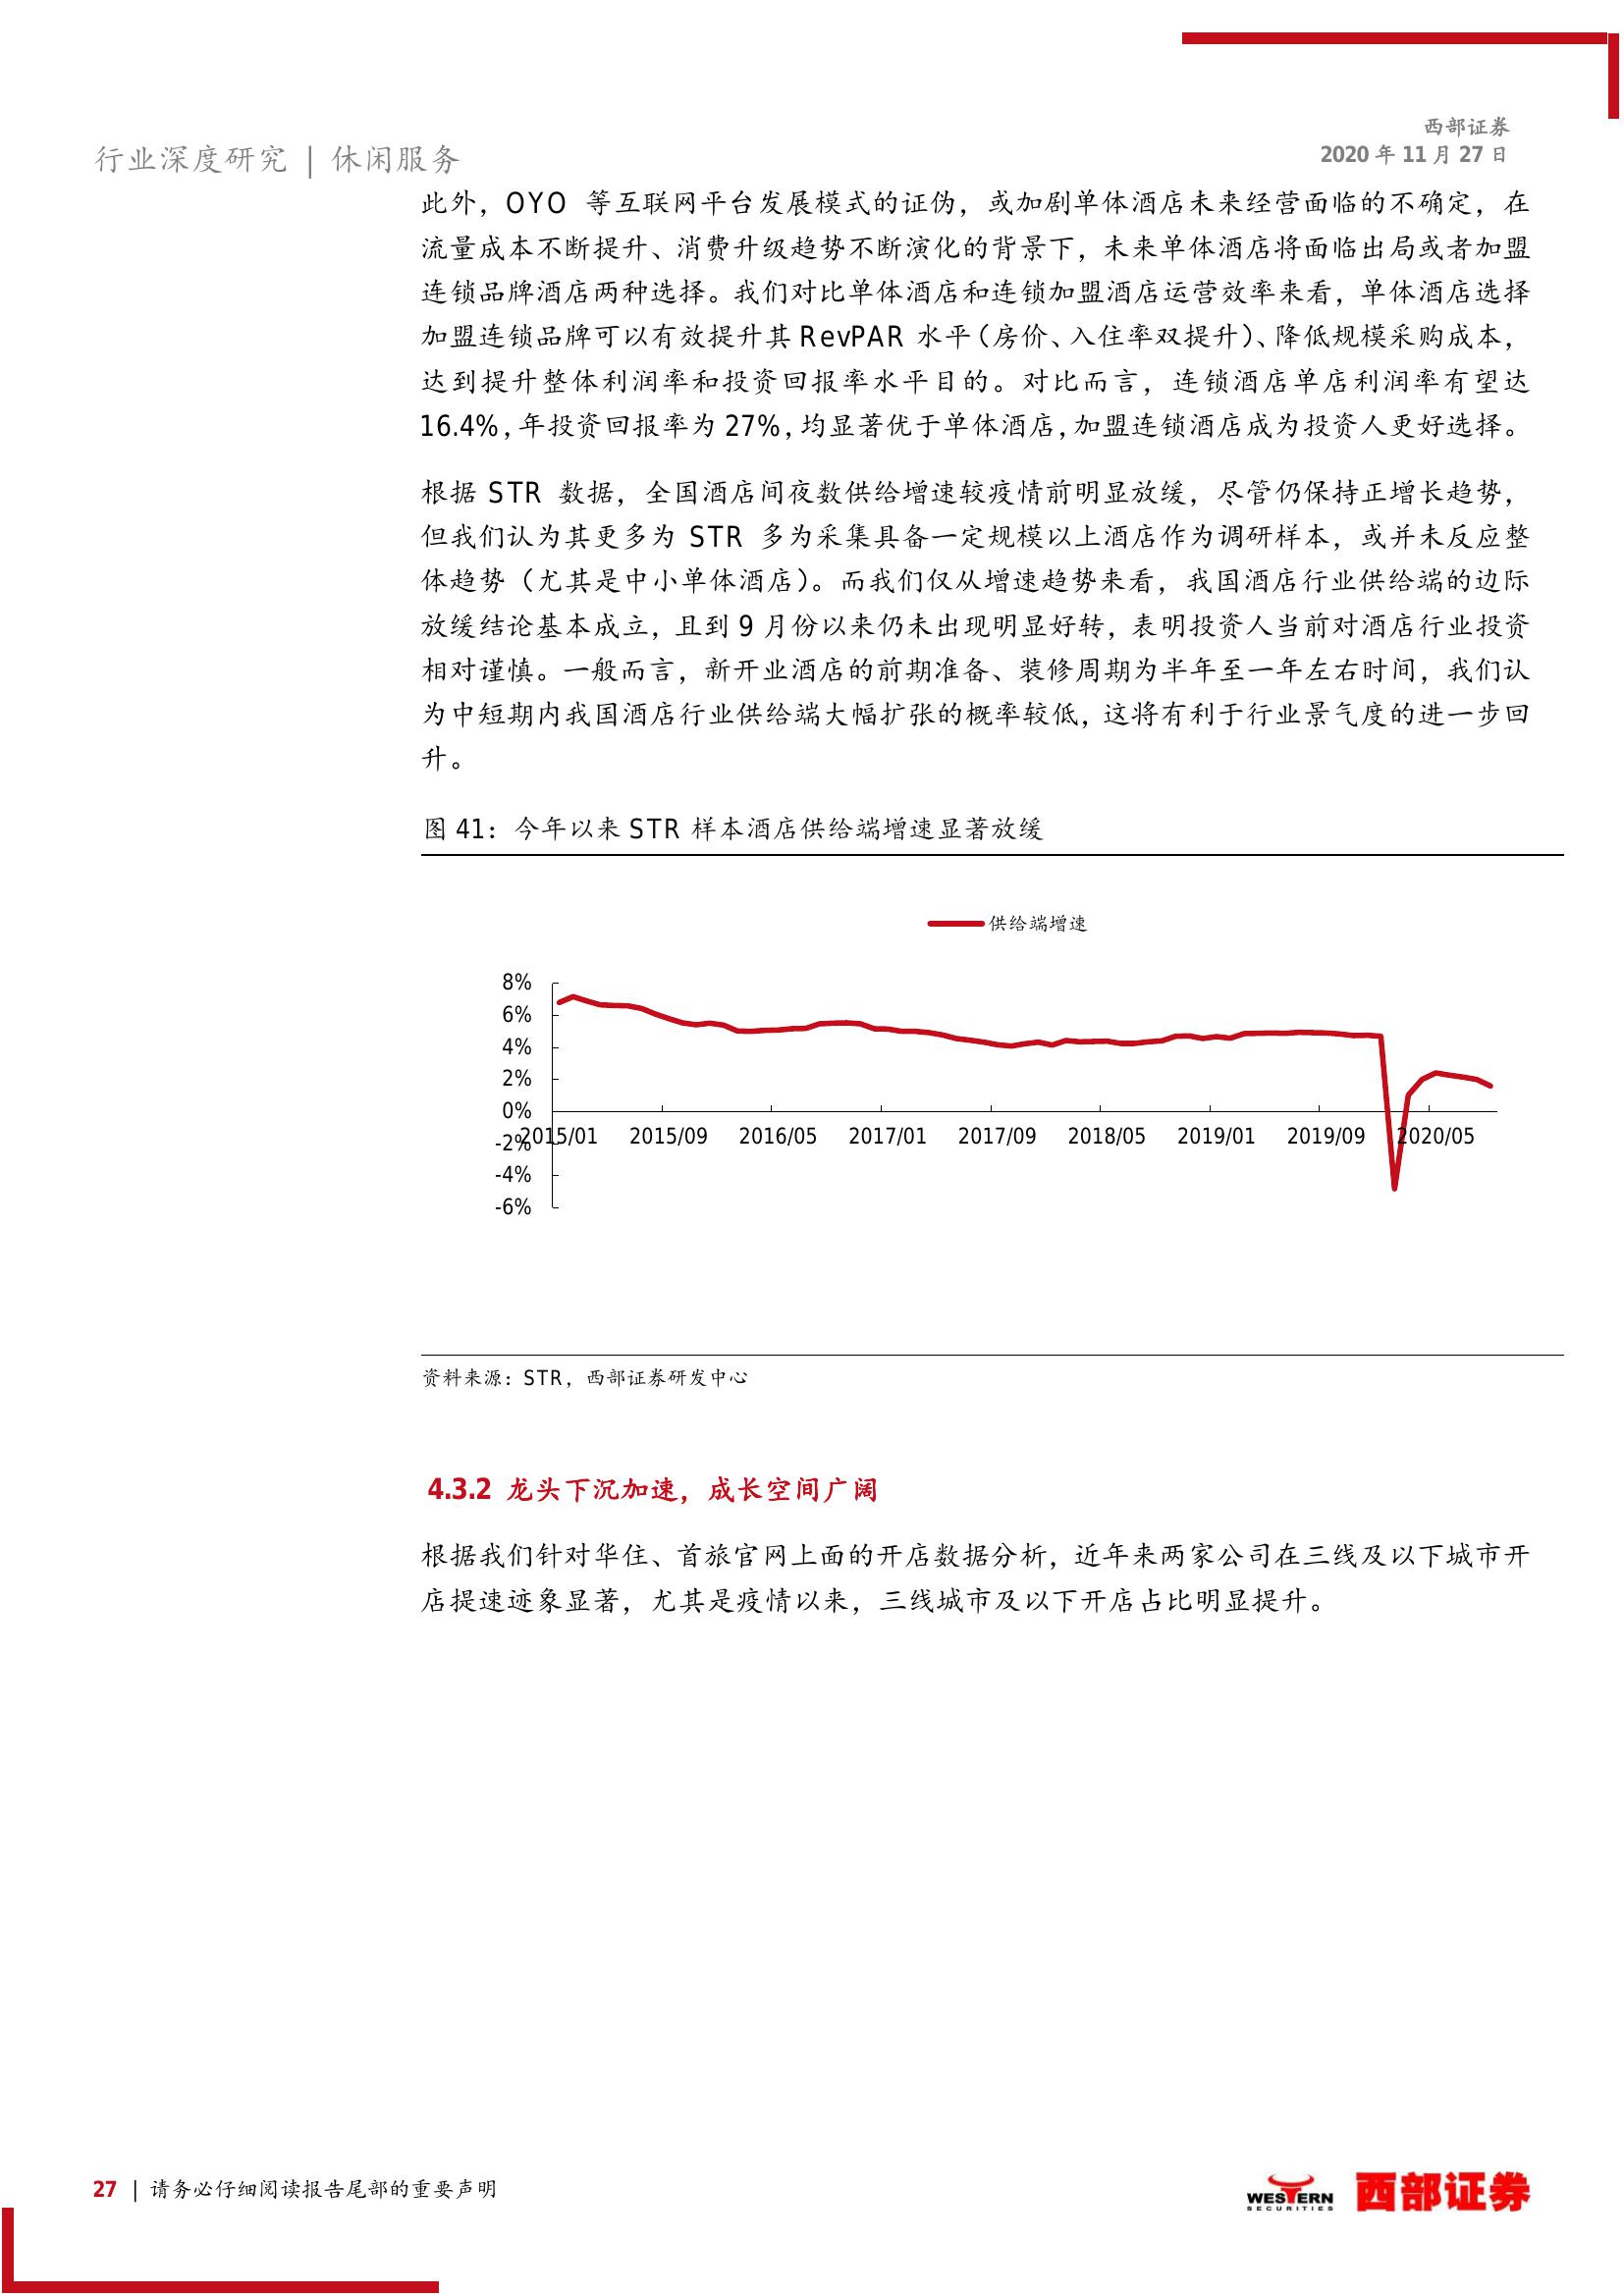 西部证券
行业深度研究 | 休闲服务
2020 年 11 月 27 日
此外，OYO 等互联网平台发展模式的证伪，或加剧单体酒店未来经营面临的不确定，在
流量成本不断提升、消费升级趋势不断演化的背景下，未来单体酒店将面临出局或者加盟
连锁品牌酒店两种选择。我们对比单体酒店和连锁加盟酒店运营效率来看，单体酒店选择
加盟连锁品牌可以有效提升其 RevPAR 水平（房价、入住率双提升）、降低规模采购成本，
达到提升整体利润率和投资回报率水平目的。对比而言，连锁酒店单店利润率有望达
16.4%，年投资回报率为 27%，均显著优于单体酒店，加盟连锁酒店成为投资人更好选择。
根据 STR 数据，全国酒店间夜数供给增速较疫情前明显放缓，尽管仍保持正增长趋势，
但我们认为其更多为 STR 多为采集具备一定规模以上酒店作为调研样本，或并未反应整
体趋势（尤其是中小单体酒店）。而我们仅从增速趋势来看，我国酒店行业供给端的边际
放缓结论基本成立，且到 9 月份以来仍未出现明显好转，表明投资人当前对酒店行业投资
相对谨慎。一般而言，新开业酒店的前期准备、装修周期为半年至一年左右时间，我们认
为中短期内我国酒店行业供给端大幅扩张的概率较低，这将有利于行业景气度的进一步回
升。
图 41：今年以来 STR 样本酒店供给端增速显著放缓
供给端增速
8%
6%
4%
2%
0%
-2%
-4%
-6%
2015/01 2015/09 2016/05 2017/01 2017/09 2018/05 2019/01 2019/09 2020/05
资料来源：STR，西部证券研发中心
4.3.2 龙头下沉加速，成长空间广阔
根据我们针对华住、首旅官网上面的开店数据分析，近年来两家公司在三线及以下城市开
店提速迹象显著，尤其是疫情以来，三线城市及以下开店占比明显提升。
27 | 请务必仔细阅读报告尾部的重要声明
WESTERN
SECURITIES
西部证券